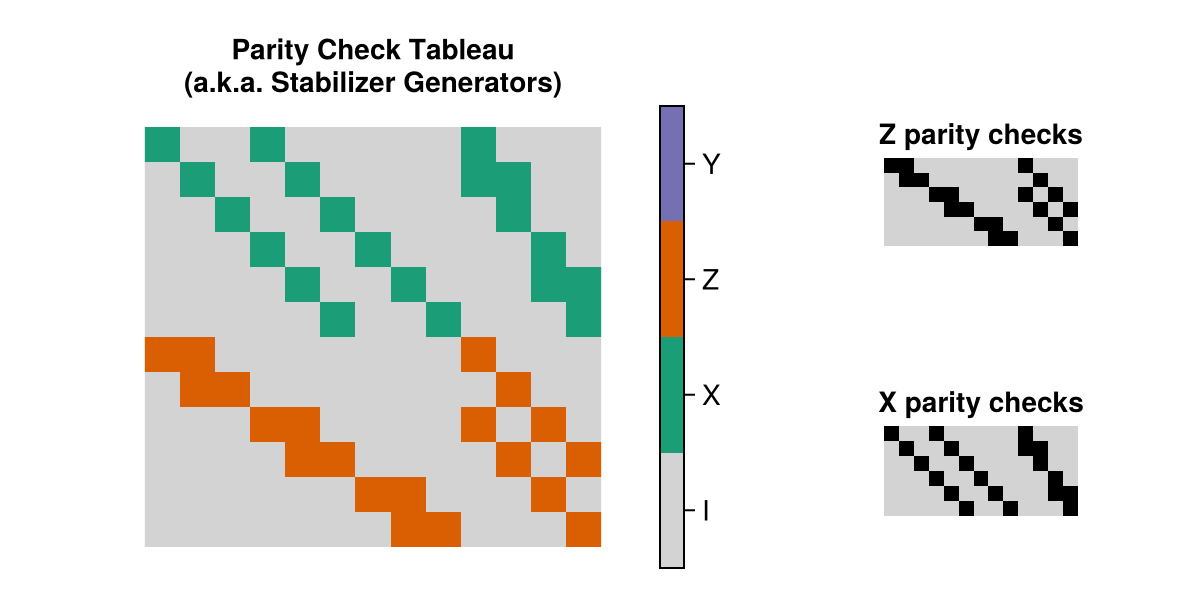 Parity Check Tableau
(a.k.a. Stabilizer Generators)
Y
Z
X
I
Z parity checks
X parity checks